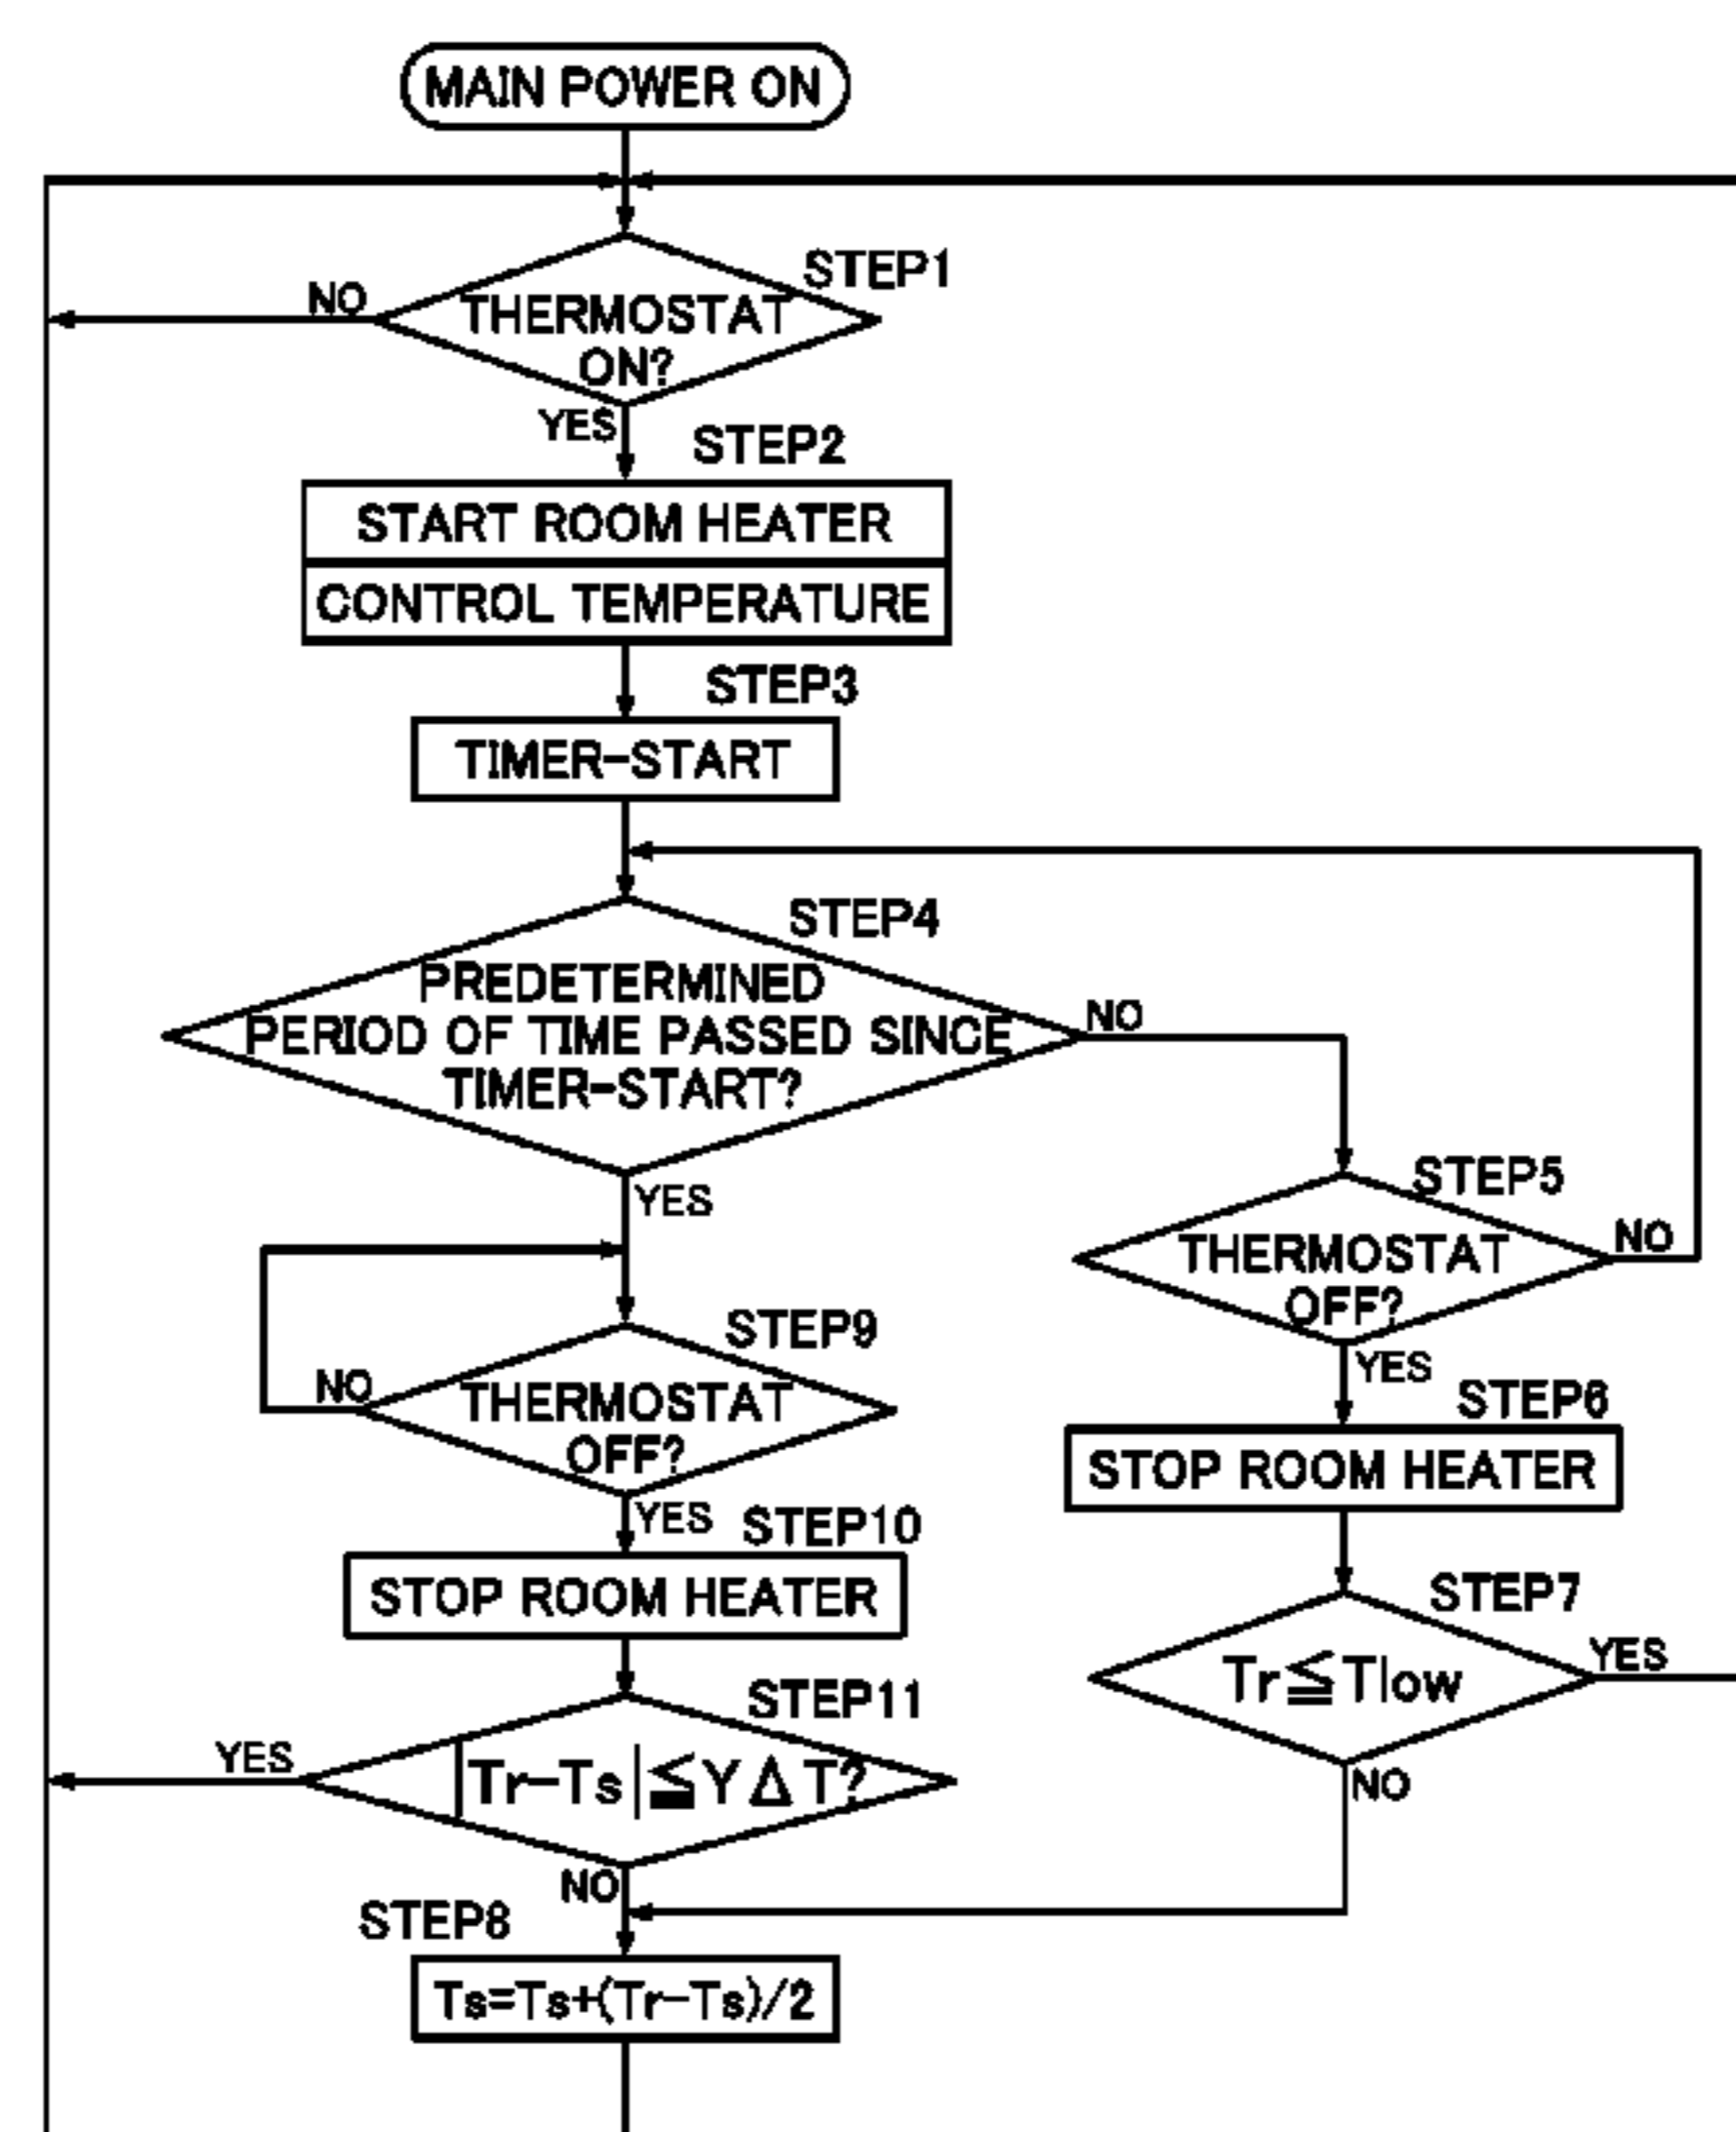 MAIN POWER ON
STEP1
NO
THERMOSTAT
ON?
YES
STEP2
START ROOM HEATER
CONTROL TEMPERATURE
STEP3
TIMER-START
STEP4
PREDETERMINED
PERIOD OF TIME PASSED SINCE
TIMER-START?
NO
YES
STEP5
THERMOSTAT
OFF?
NO
YES
STEP6
STOP ROOM HEATER
STEP7
Tr≦Tlow
YES
NO
STEP9
THERMOSTAT
OFF?
NO
YES
STEP10
STOP ROOM HEATER
STEP11
|Tr-Ts|≦YΔT?
YES
NO
STEP8
Ts=Ts+(Tr-Ts)/2